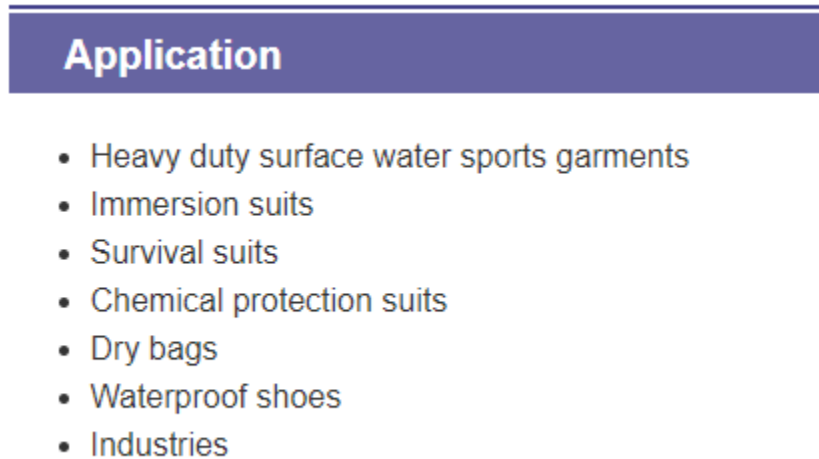 Application
• Heavy duty surface water sports garments
• Immersion suits
• Survival suits
• Chemical protection suits
• Dry bags
• Waterproof shoes
• Industries